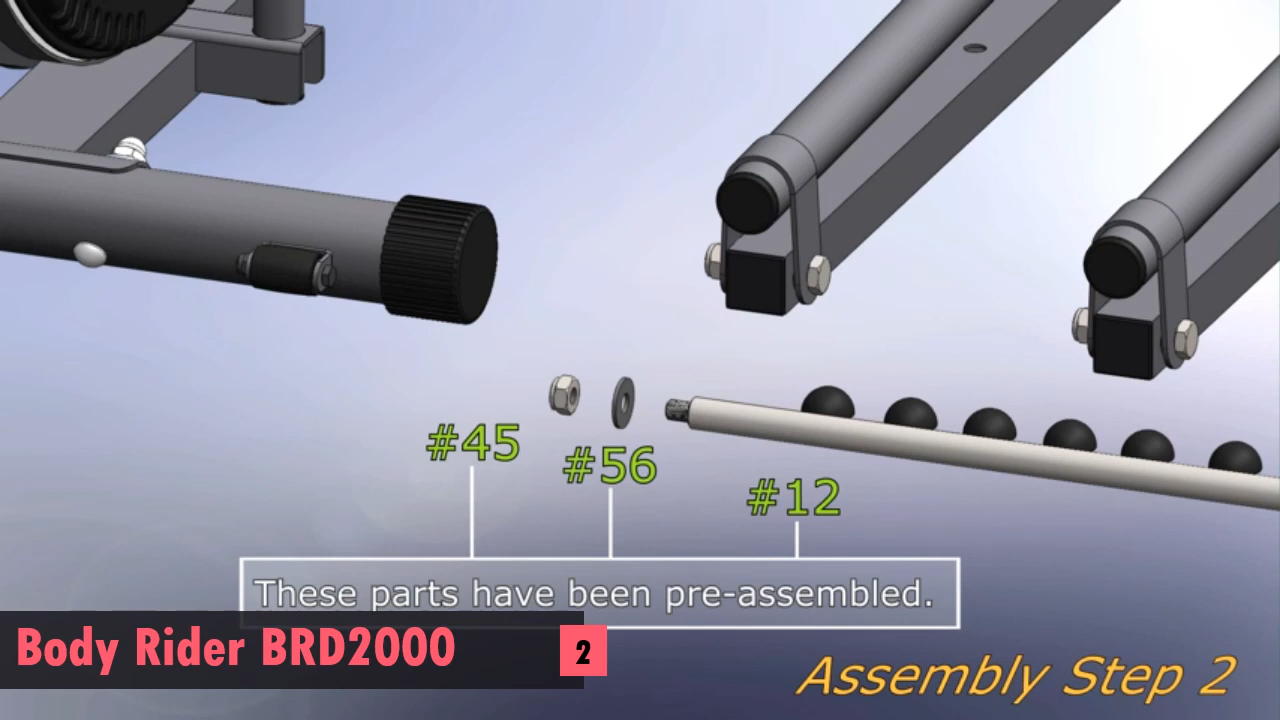 #45
#56
#12
These parts have been pre-assembled.
Body Rider BRD2000
2
Assembly Step 2